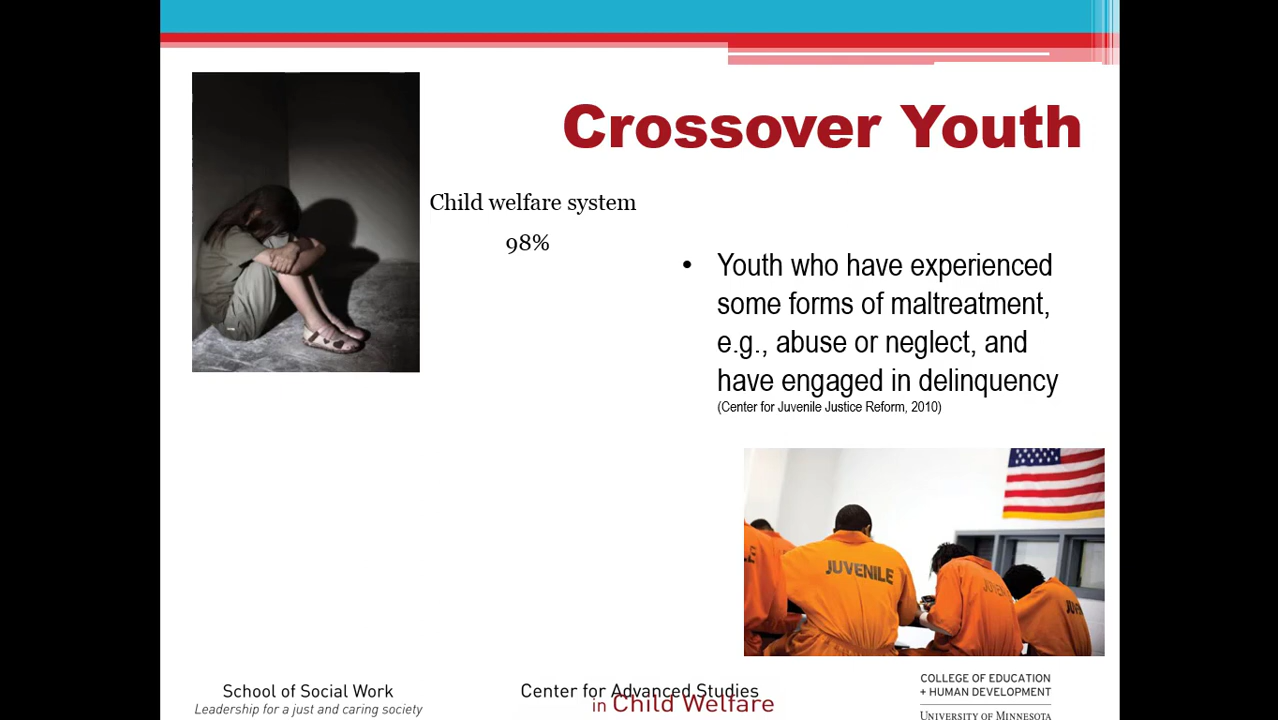 Crossover Youth
Child welfare system
98%
• Youth who have experienced
some forms of maltreatment,
e.g., abuse or neglect, and
have engaged in delinquency
(Center for Juvenile Justice Reform, 2010)
JUVENILE
School of Social Work
Leadership for a just and caring society
Center for Advanced Studies
in Child Welfare
COLLEGE OF EDUCATION
+ HUMAN DEVELOPMENT
UNIVERSITY OF MINNESOTA